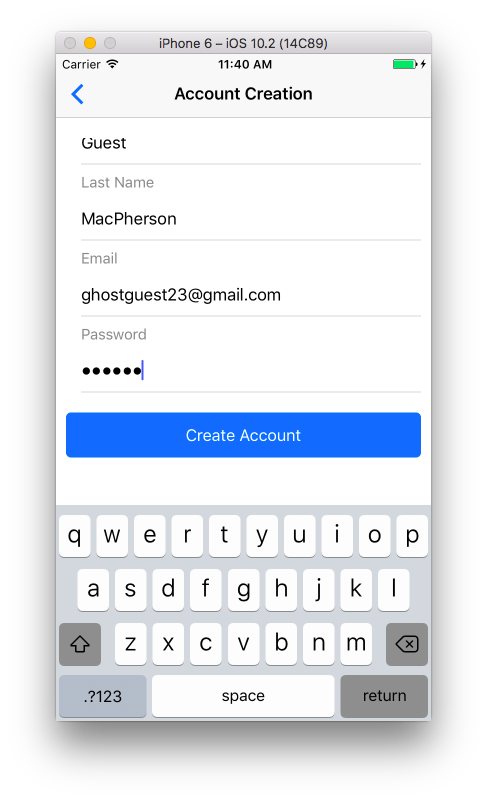 iPhone 6 – iOS 10.2 (14C89)
Carrier 11:40 AM
Account Creation
Guest
Last Name
MacPherson
Email
ghostguest23@gmail.com
Password
••••••
Create Account
q w e r t y u i o p
a s d f g h j k l
z x c v b n m
.?123 space return